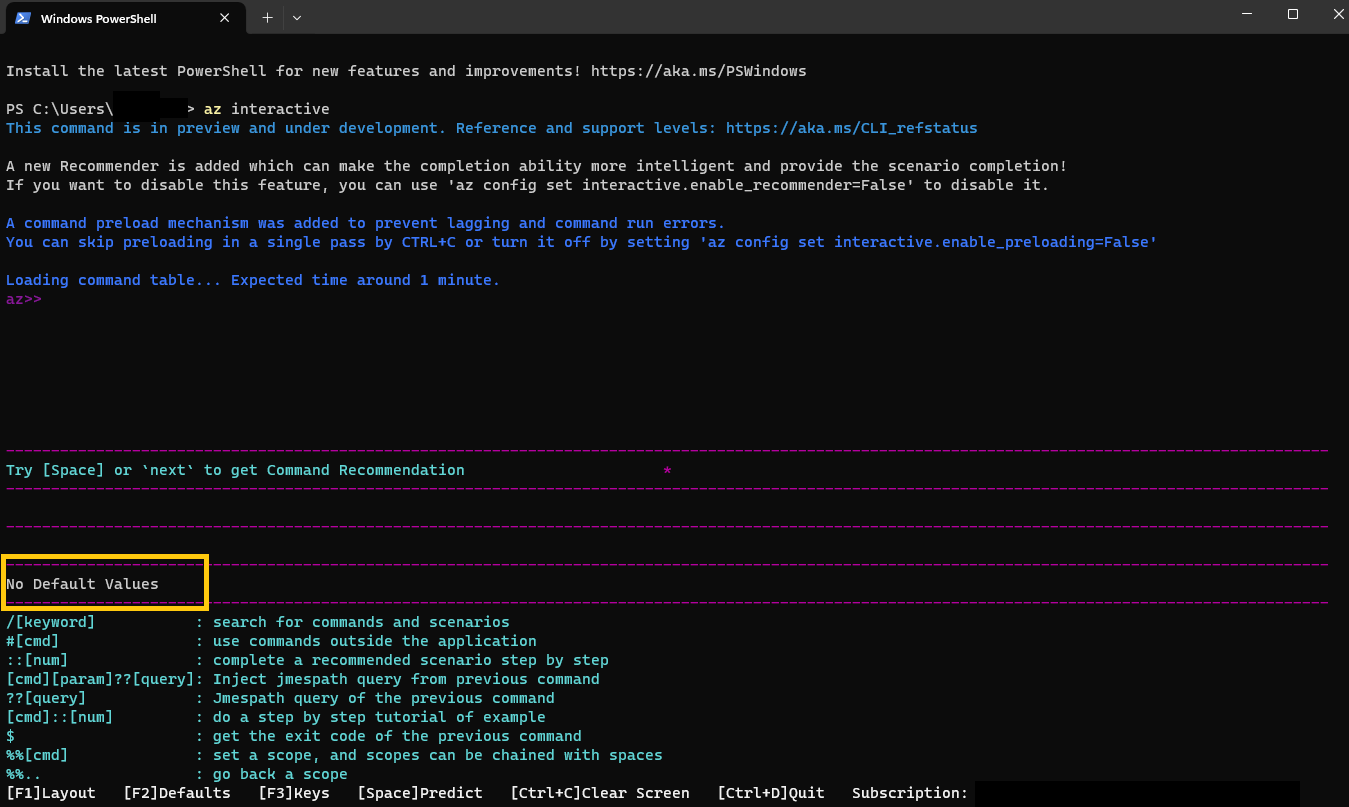 Windows PowerShell
Install the latest PowerShell for new features and improvements! https://aka.ms/PSWindows
PS C:\Users\ > az interactive
This command is in preview and under development. Reference and support levels: https://aka.ms/CLI_refstatus
A new Recommender is added which can make the completion ability more intelligent and provide the scenario completion!
If you want to disable this feature, you can use 'az config set interactive.enable_recommender=False' to disable it.
A command preload mechanism was added to prevent lagging and command run errors.
You can skip preloading in a single pass by CTRL+C or turn it off by setting 'az config set interactive.enable_preloading=False'
Loading command table... Expected time around 1 minute.
az>>
Try [Space] or `next` to get Command Recommendation *
No Default Values
/[keyword] : search for commands and scenarios
#[cmd] : use commands outside the application
::[num] : complete a recommended scenario step by step
[cmd][param]??[query]: Inject jmespath query from previous command
??[query] : Jmespath query of the previous command
[cmd]::[num] : do a step by step tutorial of example
$ : get the exit code of the previous command
%%[cmd] : set a scope, and scopes can be chained with spaces
%%.. : go back a scope
[F1]Layout [F2]Defaults [F3]Keys [Space]Predict [Ctrl+C]Clear Screen [Ctrl+D]Quit Subscription: